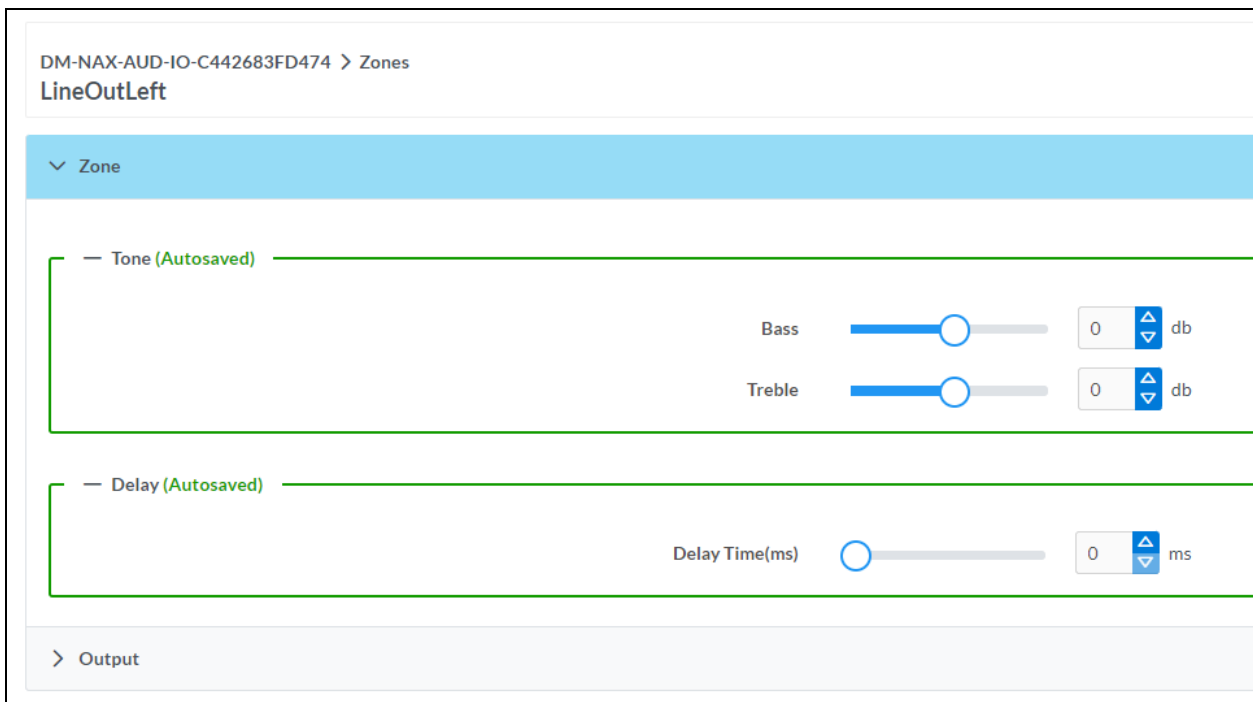 DM-NAX-AUD-IO-C442683FD474 > Zones
LineOutLeft
Zone
Tone (Autosaved)
Bass 0 db
Treble 0 db
Delay (Autosaved)
Delay Time(ms) 0 ms
Output